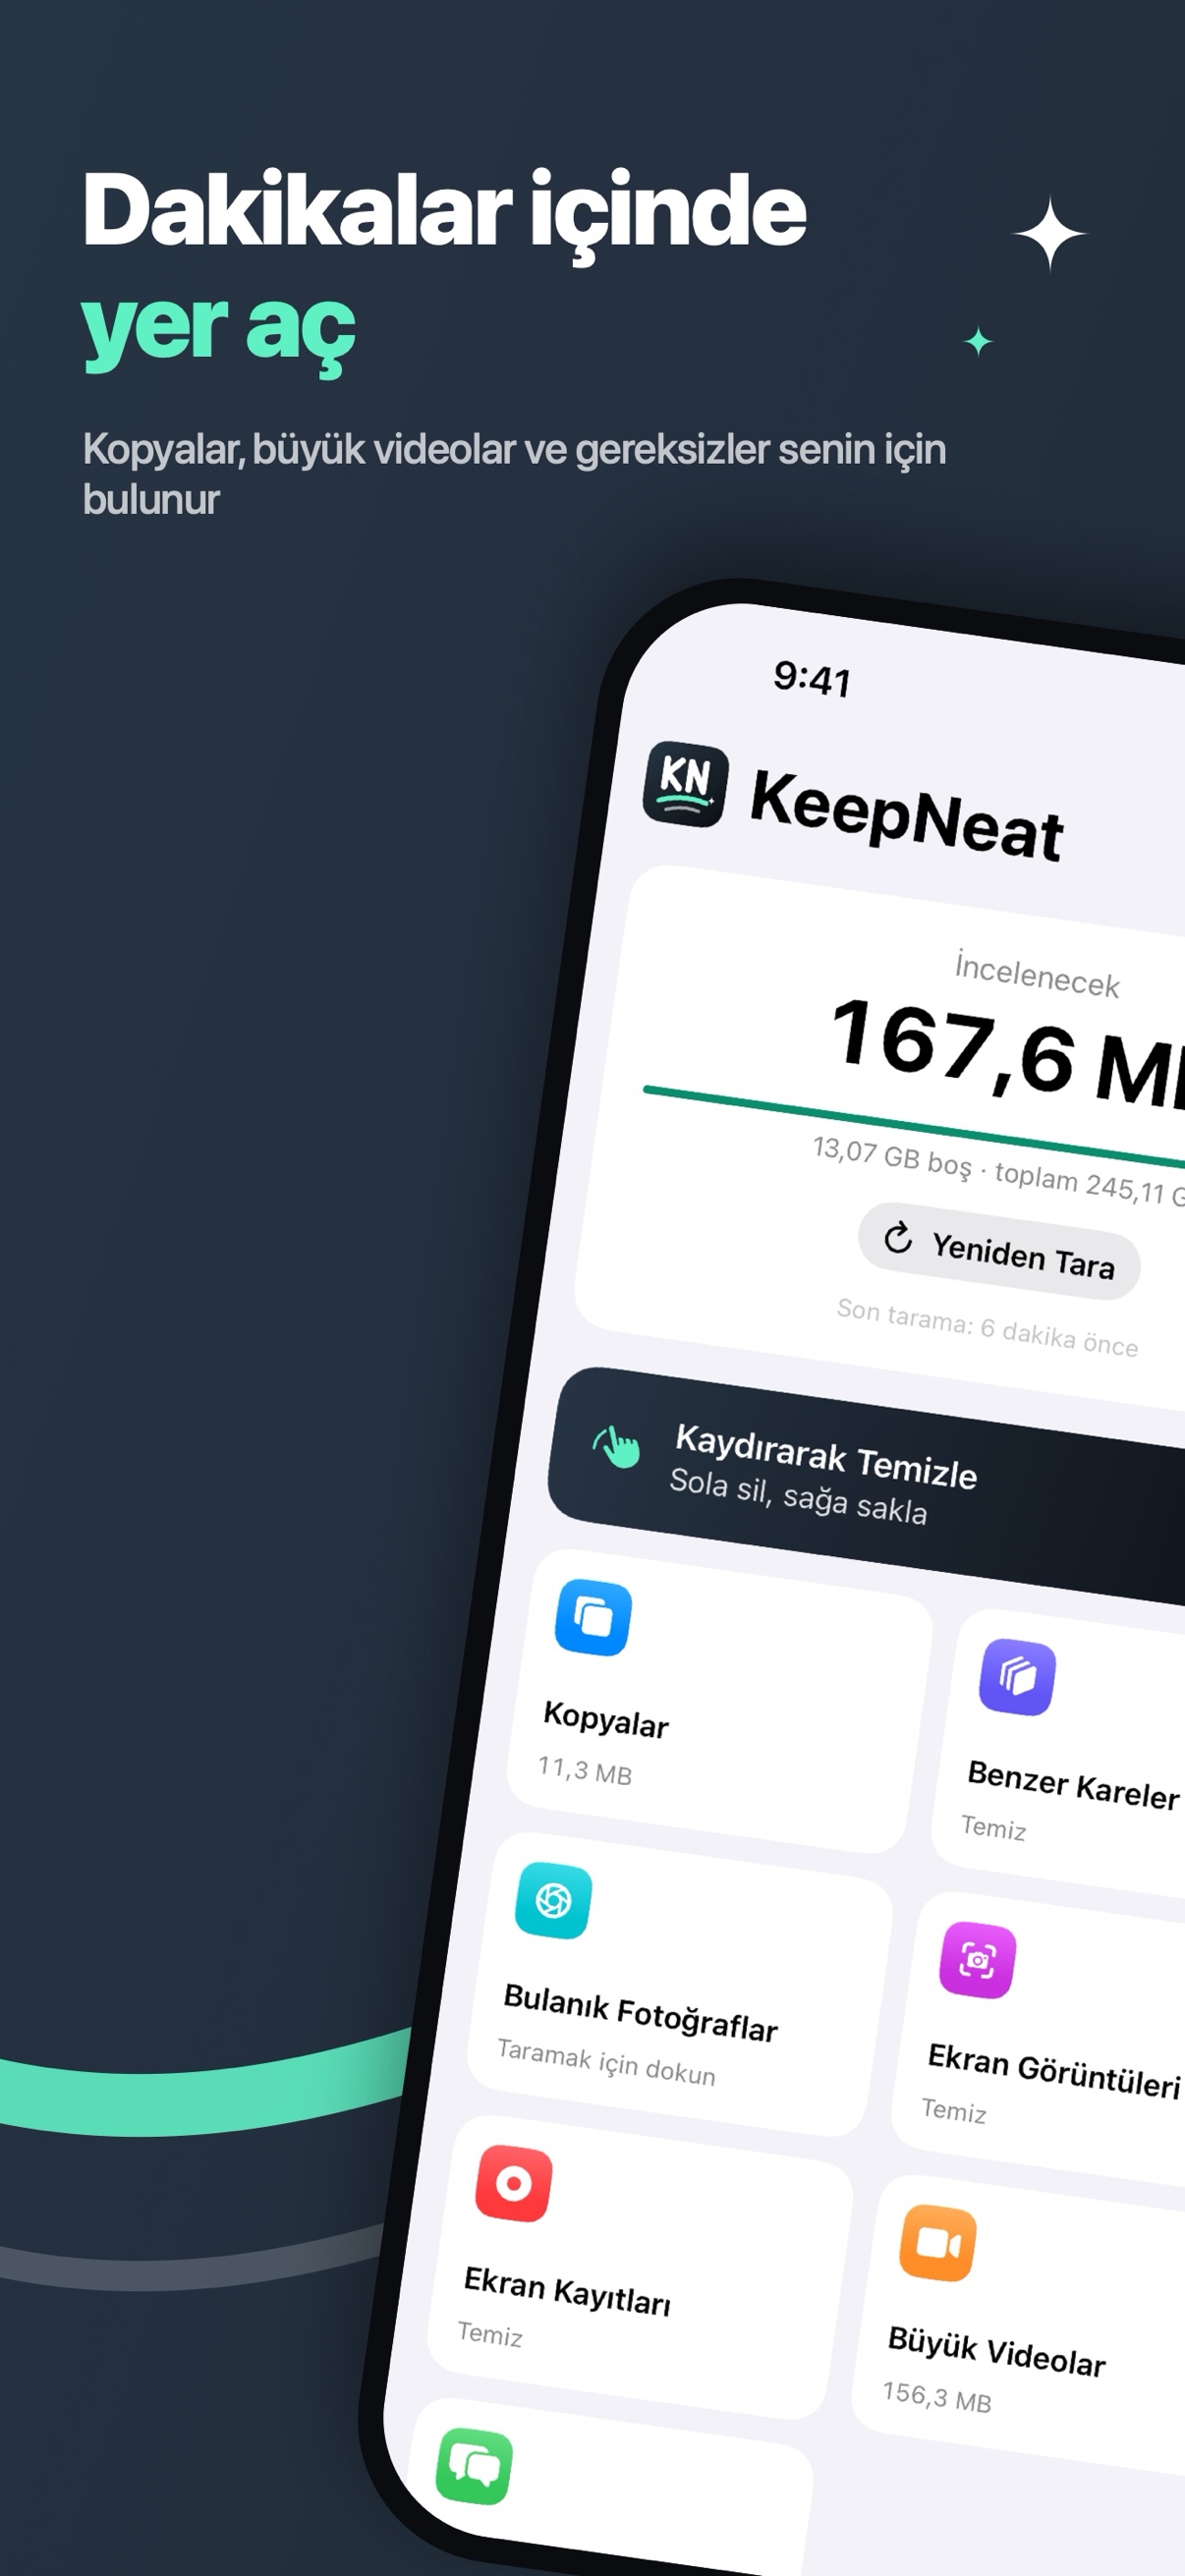 Dakikalar içinde
yer aç
Kopyalar, büyük videolar ve gereksizler senin için
bulunur
9:41
KN
KeepNeat
İncelenecek
167,6
13,07 GB boş · toplam 245,11
Yeniden Tara
Son tarama: 6 dakika önce
Kaydırarak Temizle
Sola sil, sağa sakla
Kopyalar
11,3 MB
Benzer Kareler
Temiz
Bulanık Fotoğraflar
Taramak için dokun
Ekran Görüntüleri
Temiz
Ekran Kayıtları
Temiz
Büyük Videolar
156,3 MB